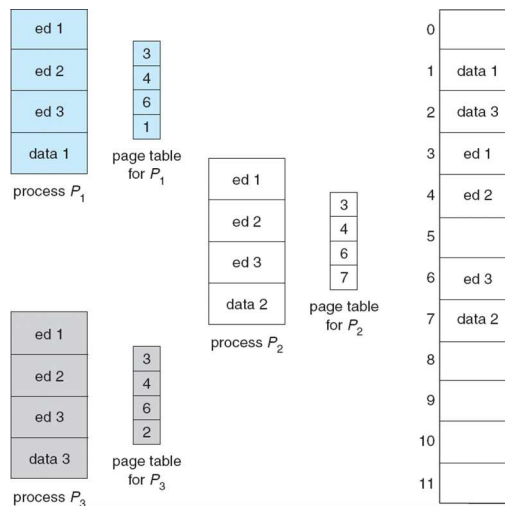 ed 1
ed 2
ed 3
data 1
process P1
3
4
6
1
page table
for P1
ed 1
ed 2
ed 3
data 2
process P2
3
4
6
7
page table
for P2
ed 1
ed 2
ed 3
data 3
process P3
3
4
6
2
page table
for P3
0
1 data 1
2 data 3
3 ed 1
4 ed 2
5
6 ed 3
7 data 2
8
9
10
11